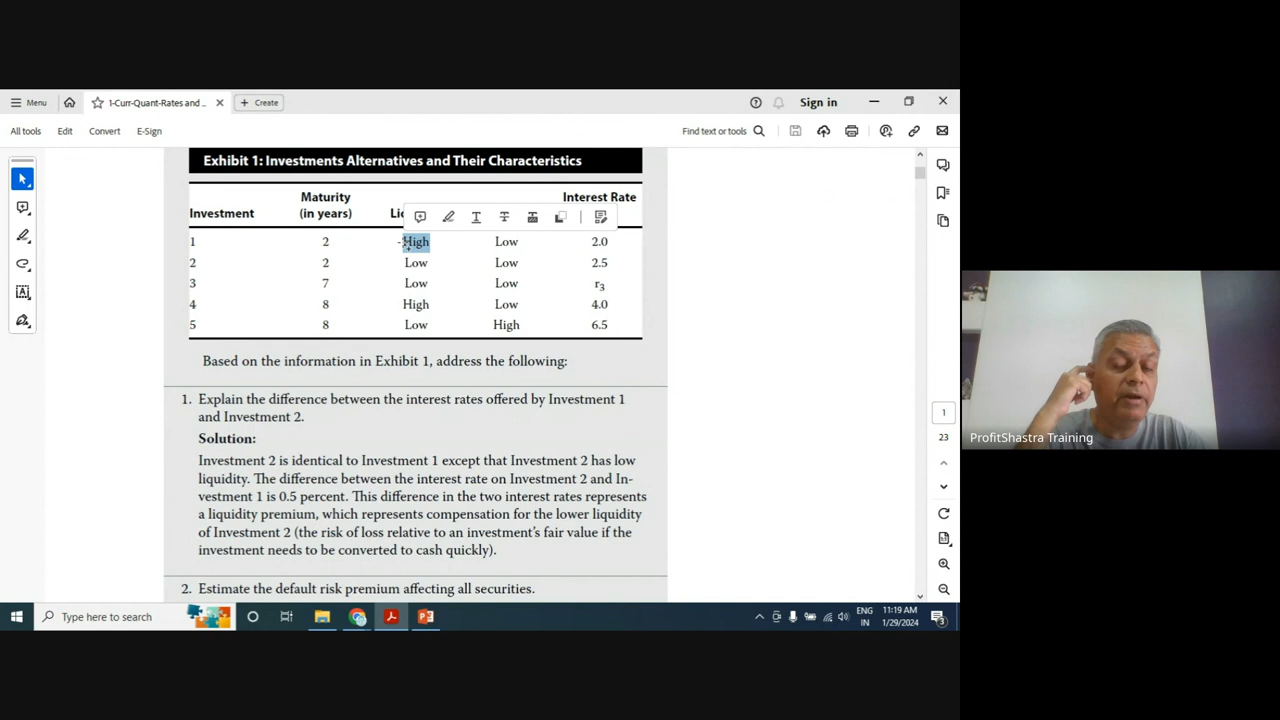 Menu
1-Curr-Quant-Rates and ...
Create
Sign in
All tools
Edit
Convert
E-Sign
Find text or tools
Exhibit 1: Investments Alternatives and Their Characteristics
Maturity
Interest Rate
Investment
(in years)
1 2 High Low 2.0
2 2 Low Low 2.5
3 7 Low Low r3
4 8 High Low 4.0
5 8 Low High 6.5
Based on the information in Exhibit 1, address the following:
1. Explain the difference between the interest rates offered by Investment 1
and Investment 2.
Solution:
Investment 2 is identical to Investment 1 except that Investment 2 has low
liquidity. The difference between the interest rate on Investment 2 and In-
vestment 1 is 0.5 percent. This difference in the two interest rates represents
a liquidity premium, which represents compensation for the lower liquidity
of Investment 2 (the risk of loss relative to an investment's fair value if the
investment needs to be converted to cash quickly).
2. Estimate the default risk premium affecting all securities.
1
23
ProfitShastra Training
Type here to search
ENG
IN
11:19 AM
1/29/2024
3